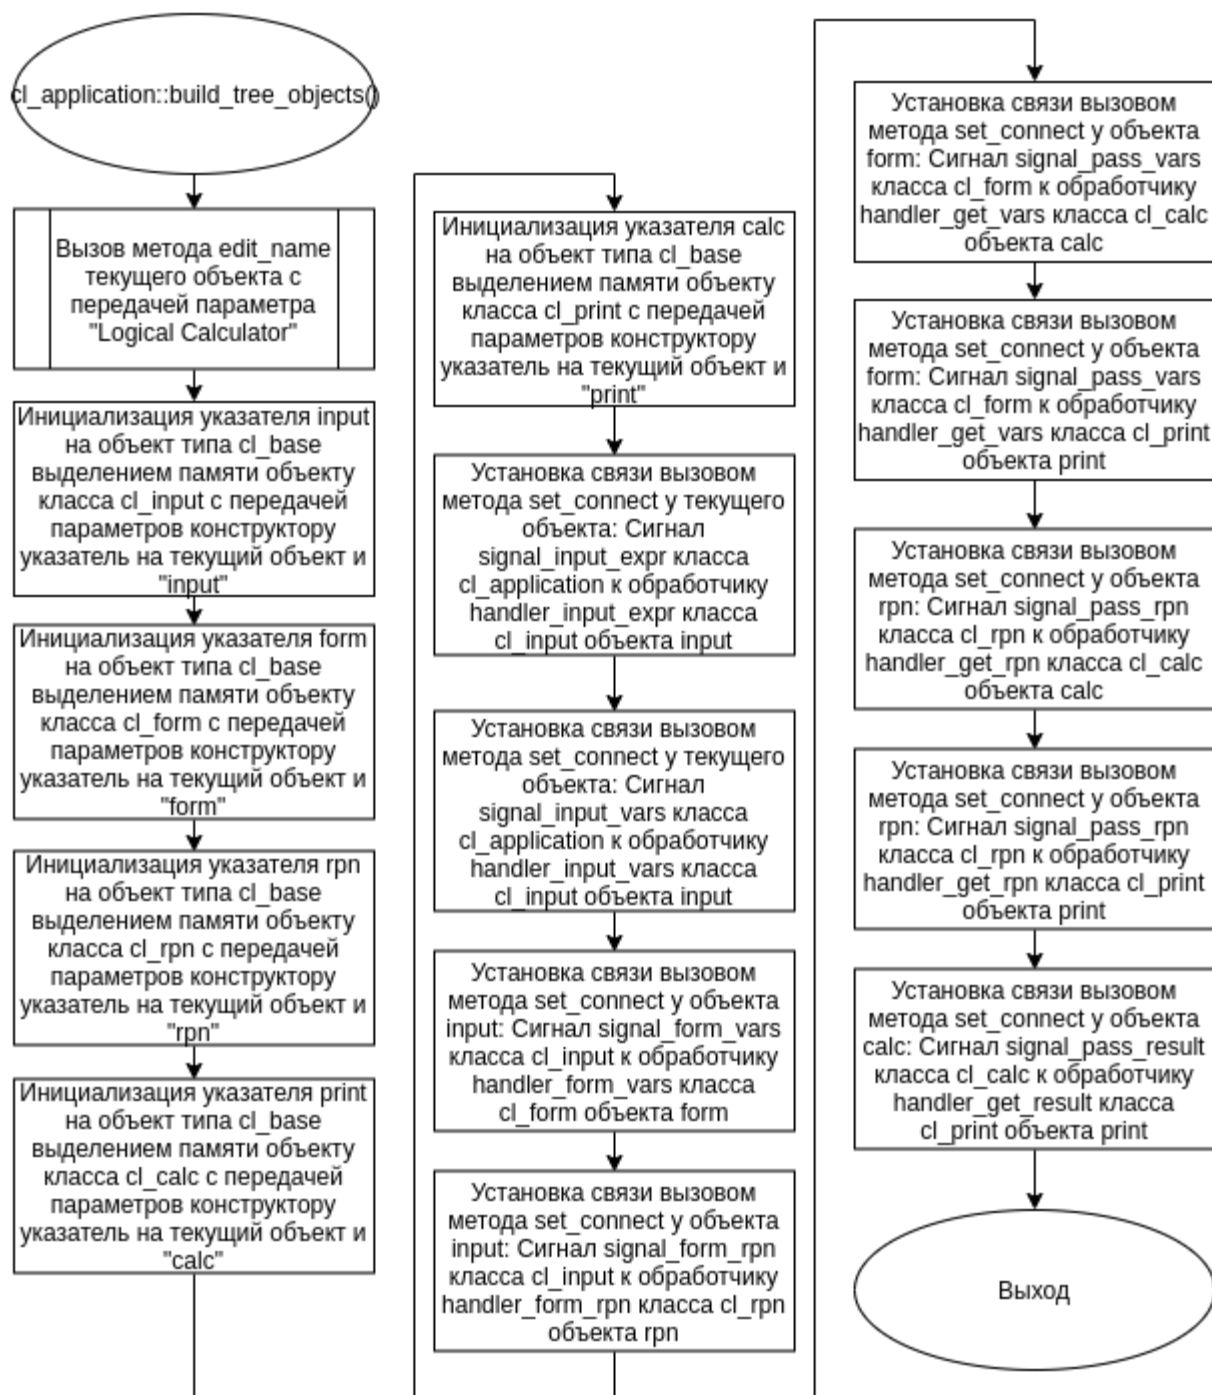 cl_application::build_tree_objects()
Вызов метода edit_name
текущего объекта с
передачей параметра
"Logical Calculator"
Инициализация указателя input
на объект типа cl_base
выделением памяти объекту
класса cl_input с передачей
параметров конструктору
указатель на текущий объект и
"input"
Инициализация указателя form
на объект типа cl_base
выделением памяти объекту
класса cl_form с передачей
параметров конструктору
указатель на текущий объект и
"form"
Инициализация указателя rpn
на объект типа cl_base
выделением памяти объекту
класса cl_rpn с передачей
параметров конструктору
указатель на текущий объект и
"rpn"
Инициализация указателя print
на объект типа cl_base
выделением памяти объекту
класса cl_calc с передачей
параметров конструктору
указатель на текущий объект и
"calc"
Инициализация указателя calc
на объект типа cl_base
выделением памяти объекту
класса cl_print с передачей
параметров конструктору
указатель на текущий объект и
"print"
Установка связи вызовом
метода set_connect у текущего
объекта: Сигнал
signal_input_expr класса
cl_application к обработчику
handler_input_expr класса
cl_input объекта input
Установка связи вызовом
метода set_connect у текущего
объекта: Сигнал
signal_input_vars класса
cl_application к обработчику
handler_input_vars класса
cl_input объекта input
Установка связи вызовом
метода set_connect у объекта
input: Сигнал signal_form_vars
класса cl_input к обработчику
handler_form_vars класса
cl_form объекта form
Установка связи вызовом
метода set_connect у объекта
input: Сигнал signal_form_rpn
класса cl_input к обработчику
handler_form_rpn класса cl_rpn
объекта rpn
Установка связи вызовом
метода set_connect у объекта
form: Сигнал signal_pass_vars
класса cl_form к обработчику
handler_get_vars класса cl_calc
объекта calc
Установка связи вызовом
метода set_connect у объекта
form: Сигнал signal_pass_vars
класса cl_form к обработчику
handler_get_vars класса cl_print
объекта print
Установка связи вызовом
метода set_connect у объекта
rpn: Сигнал signal_pass_rpn
класса cl_rpn к обработчику
handler_get_rpn класса cl_calc
объекта calc
Установка связи вызовом
метода set_connect у объекта
rpn: Сигнал signal_pass_rpn
класса cl_rpn к обработчику
handler_get_rpn класса cl_print
объекта print
Установка связи вызовом
метода set_connect у объекта
calc: Сигнал signal_pass_result
класса cl_calc к обработчику
handler_get_result класса
cl_print объекта print
Выход